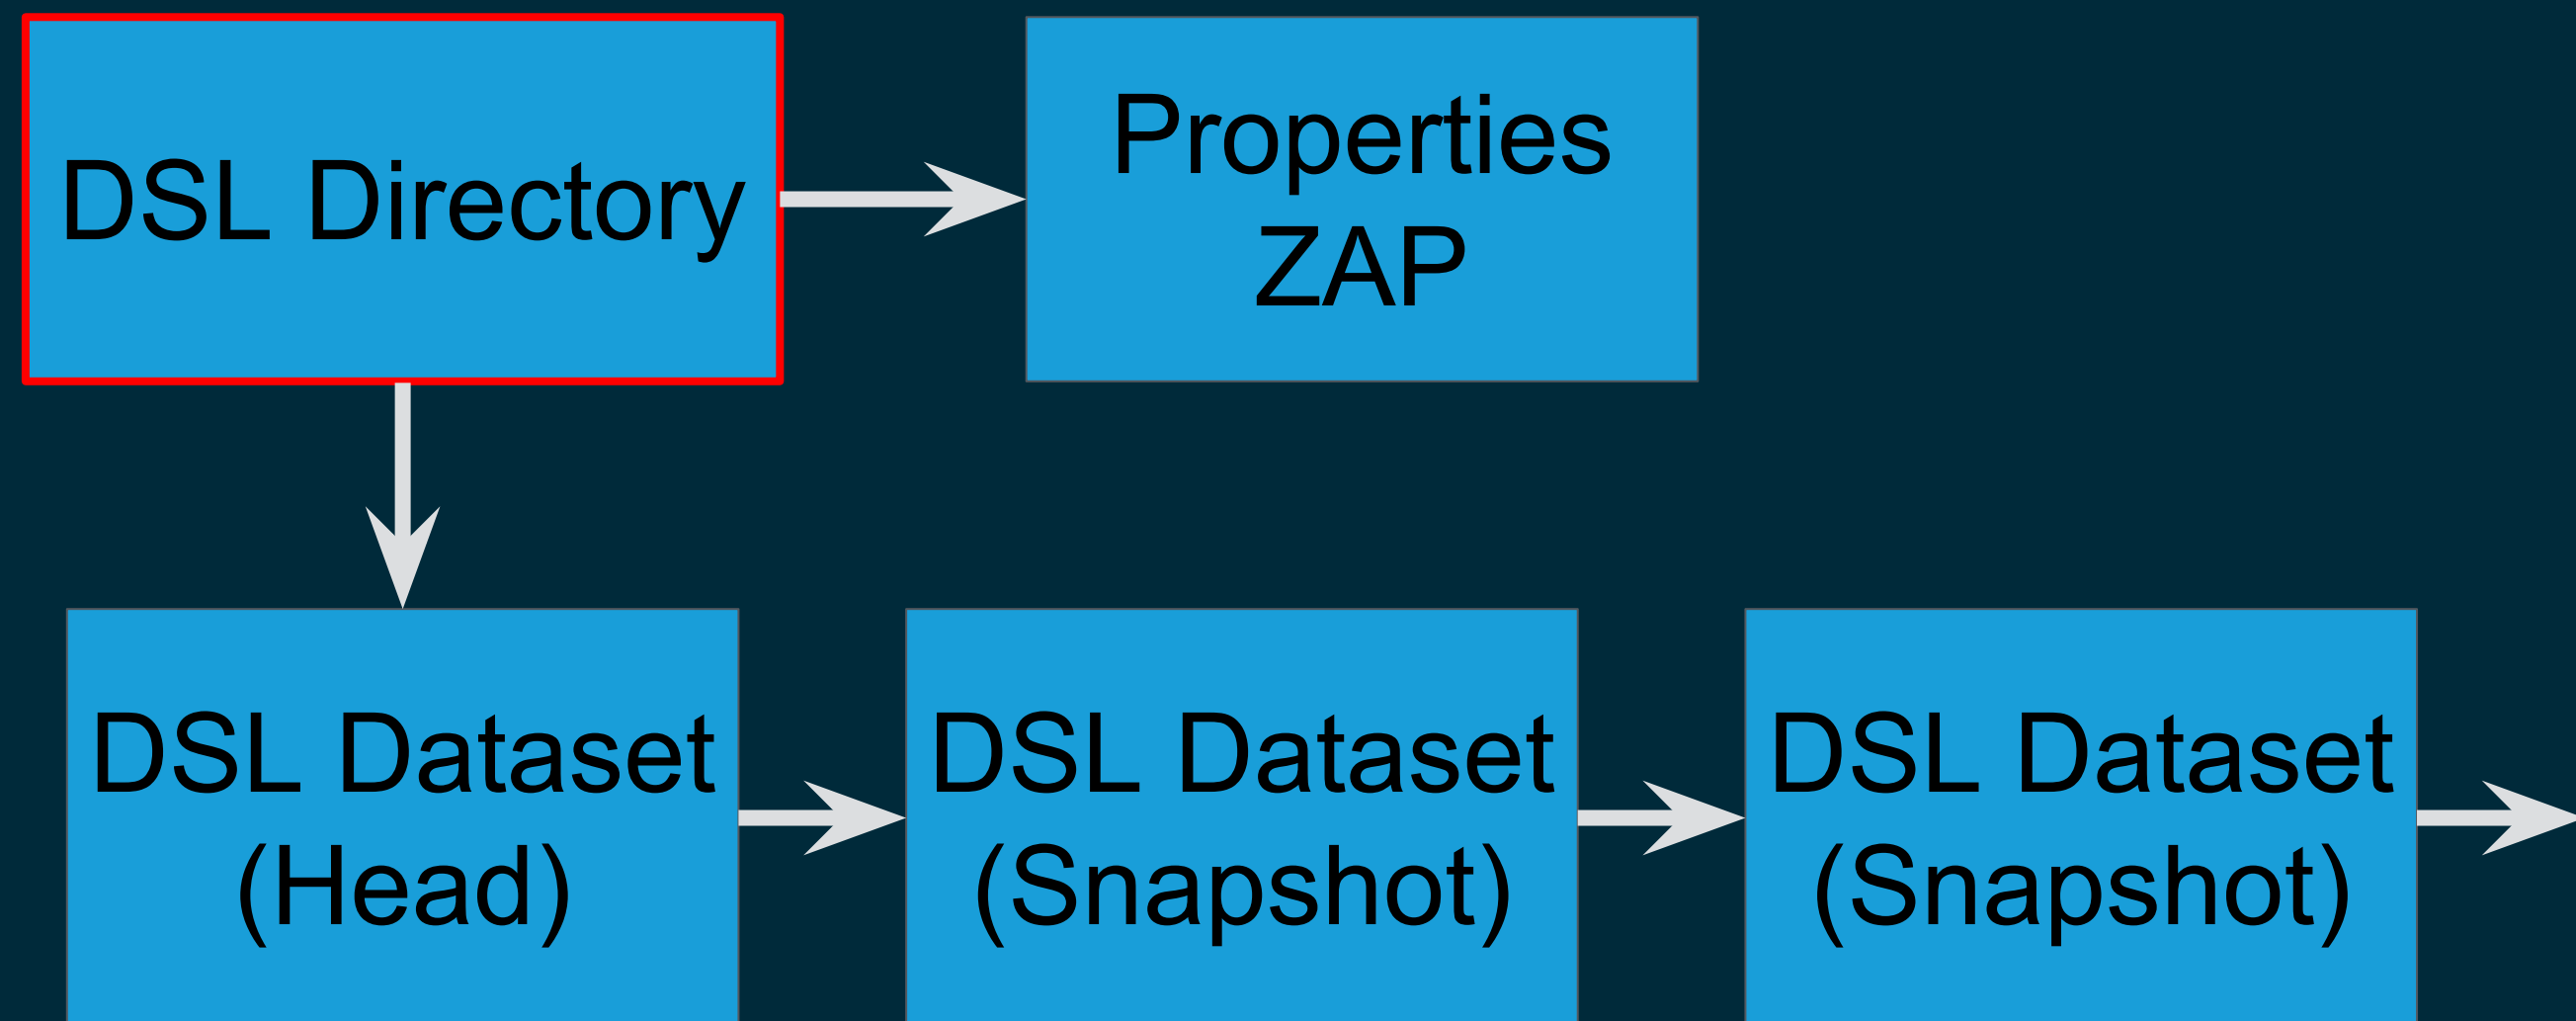 DSL Directory
Properties
ZAP
DSL Dataset
(Head)
DSL Dataset
(Snapshot)
DSL Dataset
(Snapshot)